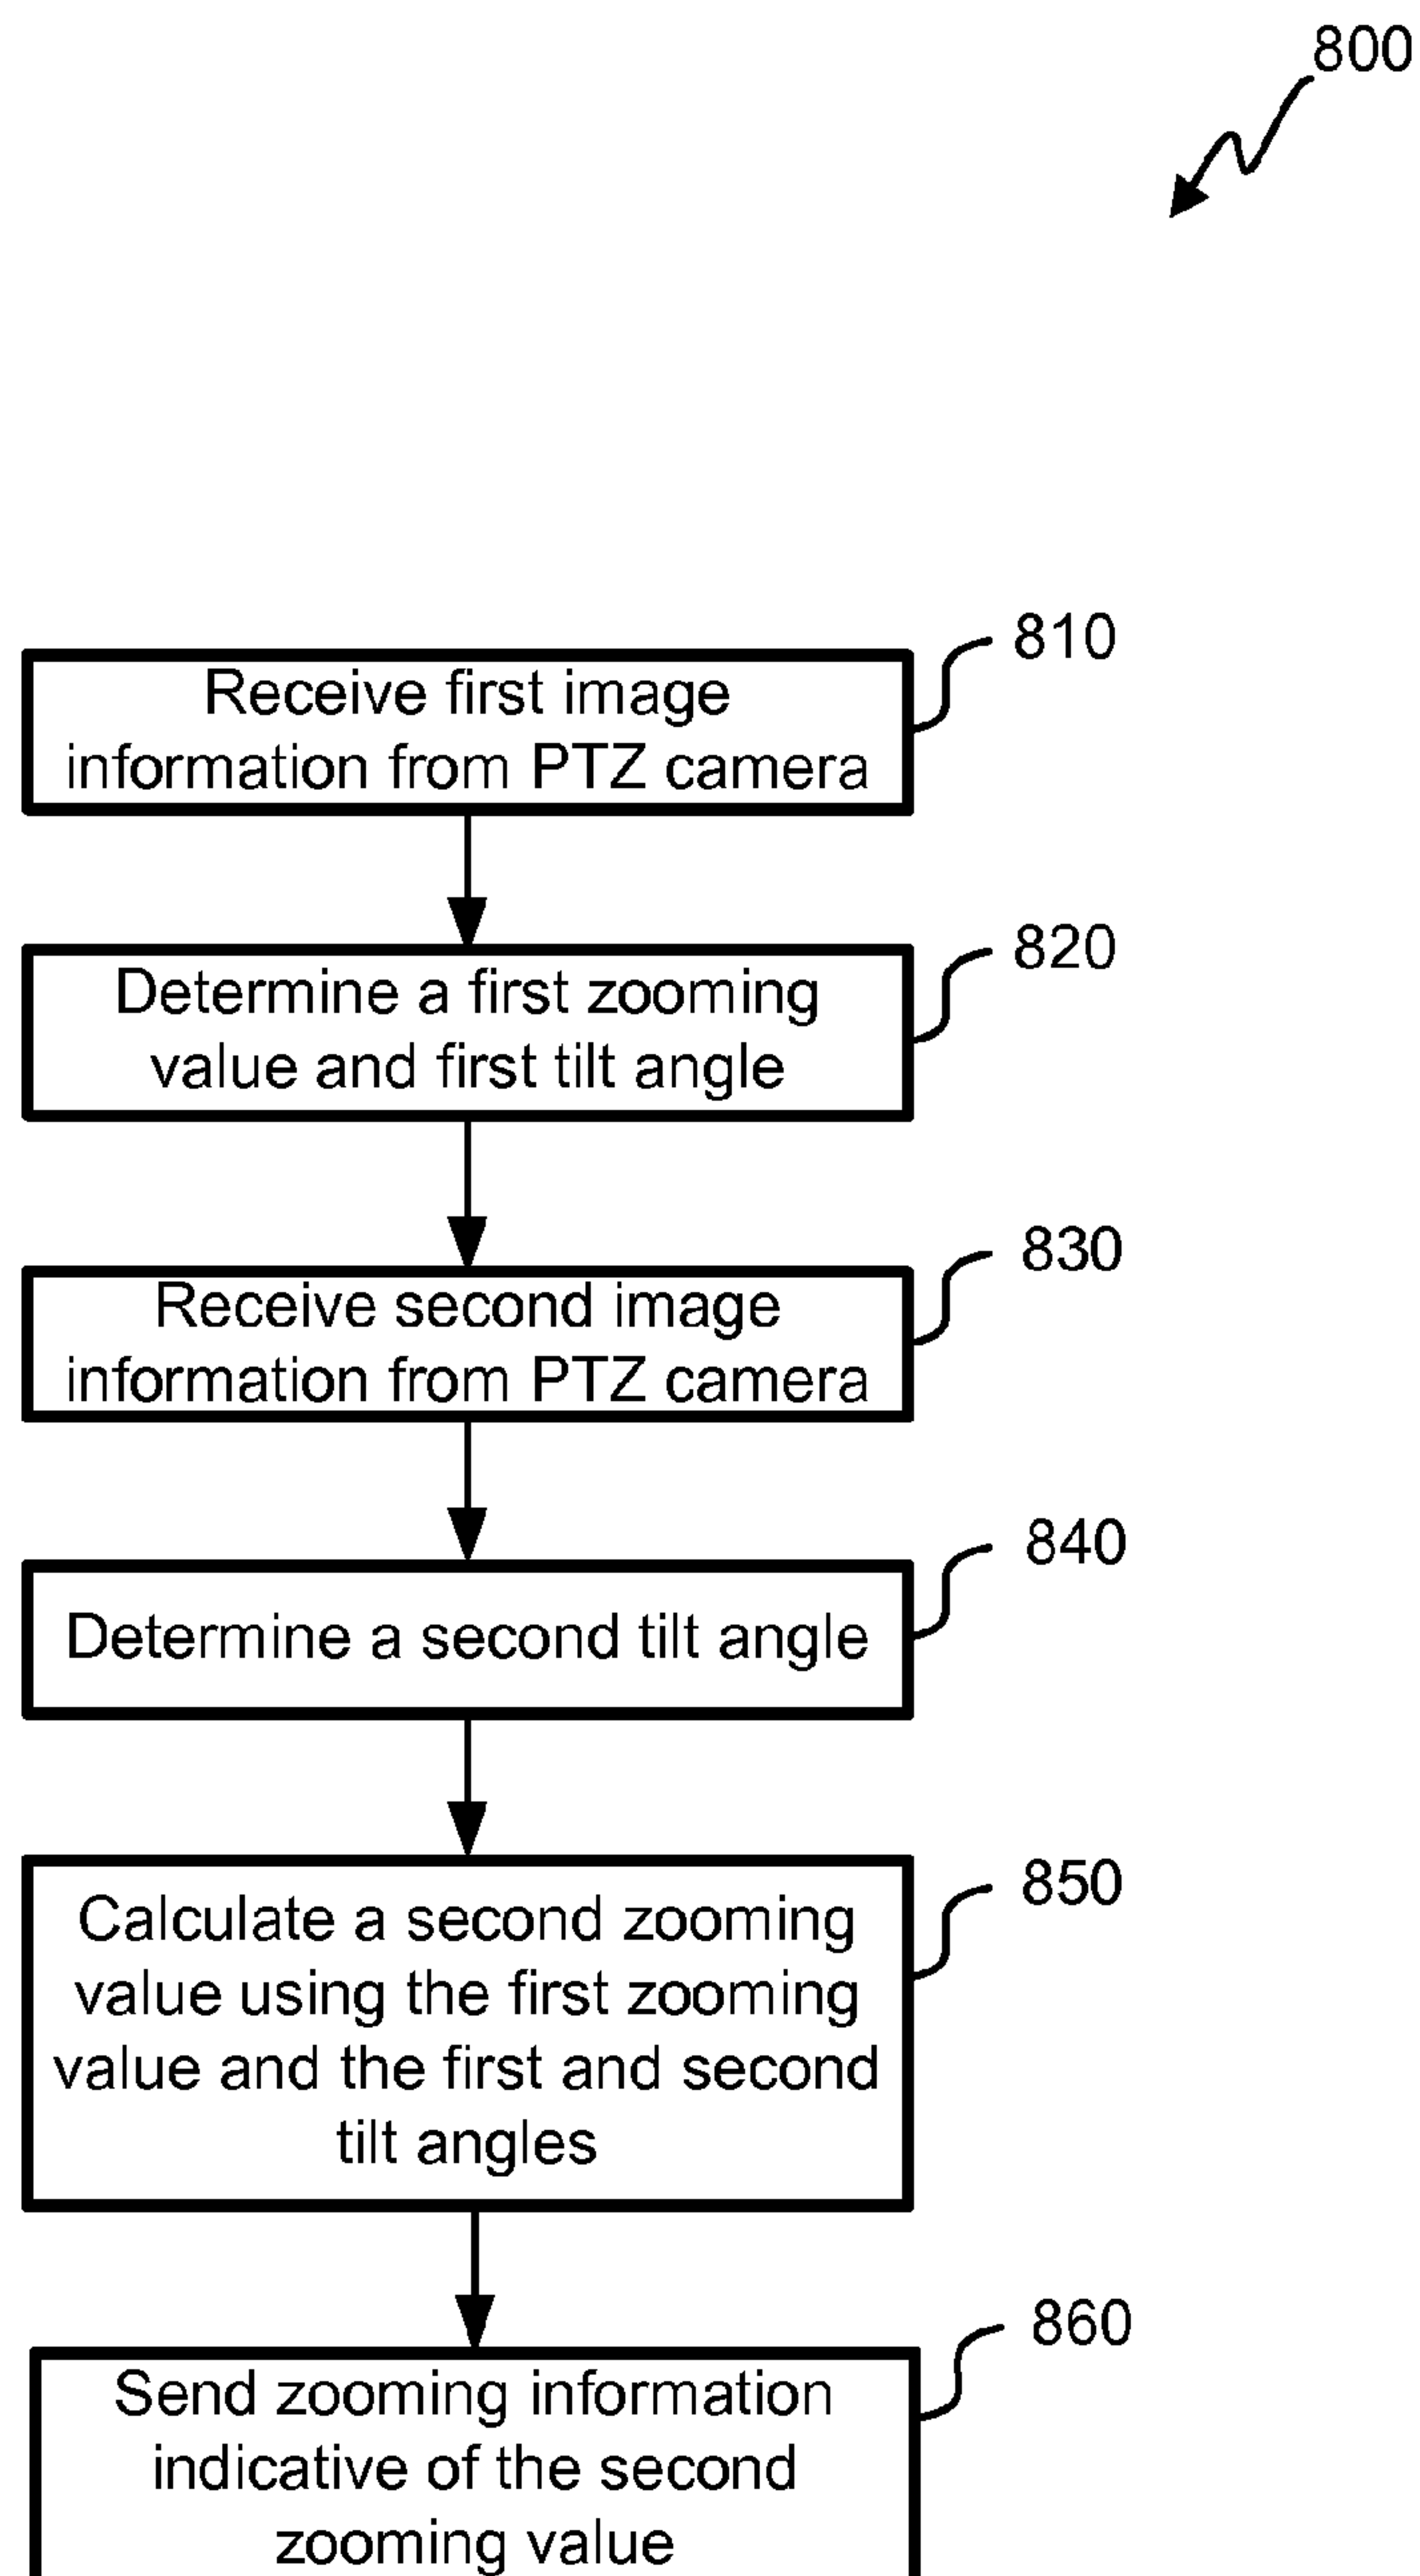 800
810
Receive first image
information from PTZ camera
820
Determine a first zooming
value and first tilt angle
830
Receive second image
information from PTZ camera
840
Determine a second tilt angle
850
Calculate a second zooming
value using the first zooming
value and the first and second
tilt angles
860
Send zooming information
indicative of the second
zooming value